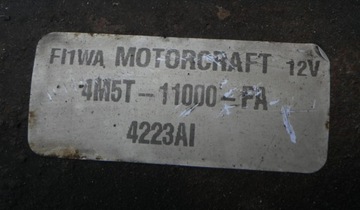 FI1WA MOTORCRAFT 12V
4M5T-11000-FA
4223AI